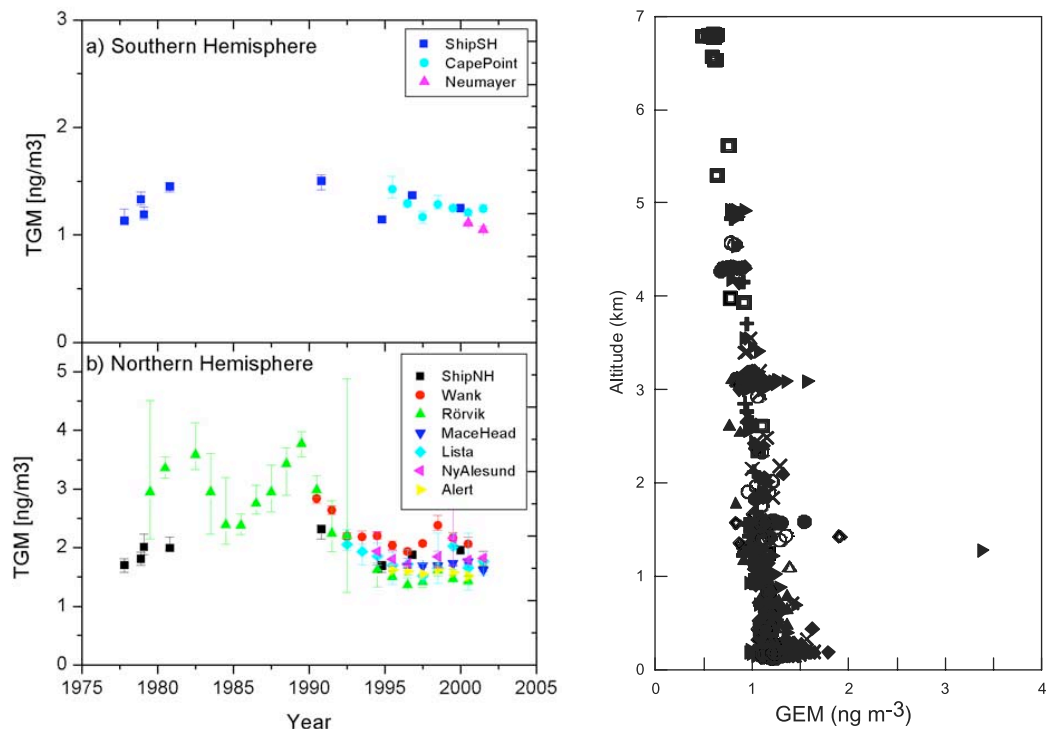 a) Southern Hemisphere
ShipSH
CapePoint
Neumayer
TGM [ng/m3]
3
2
1
0
b) Northern Hemisphere
ShipNH
Wank
Rörvik
MaceHead
Lista
NyAlesund
Alert
TGM [ng/m3]
5
4
3
2
1
0
1975 1980 1985 1990 1995 2000 2005
Year
7
6
5
4
3
2
1
0
Altitude (km)
0 1 2 3 4
GEM (ng m-3)